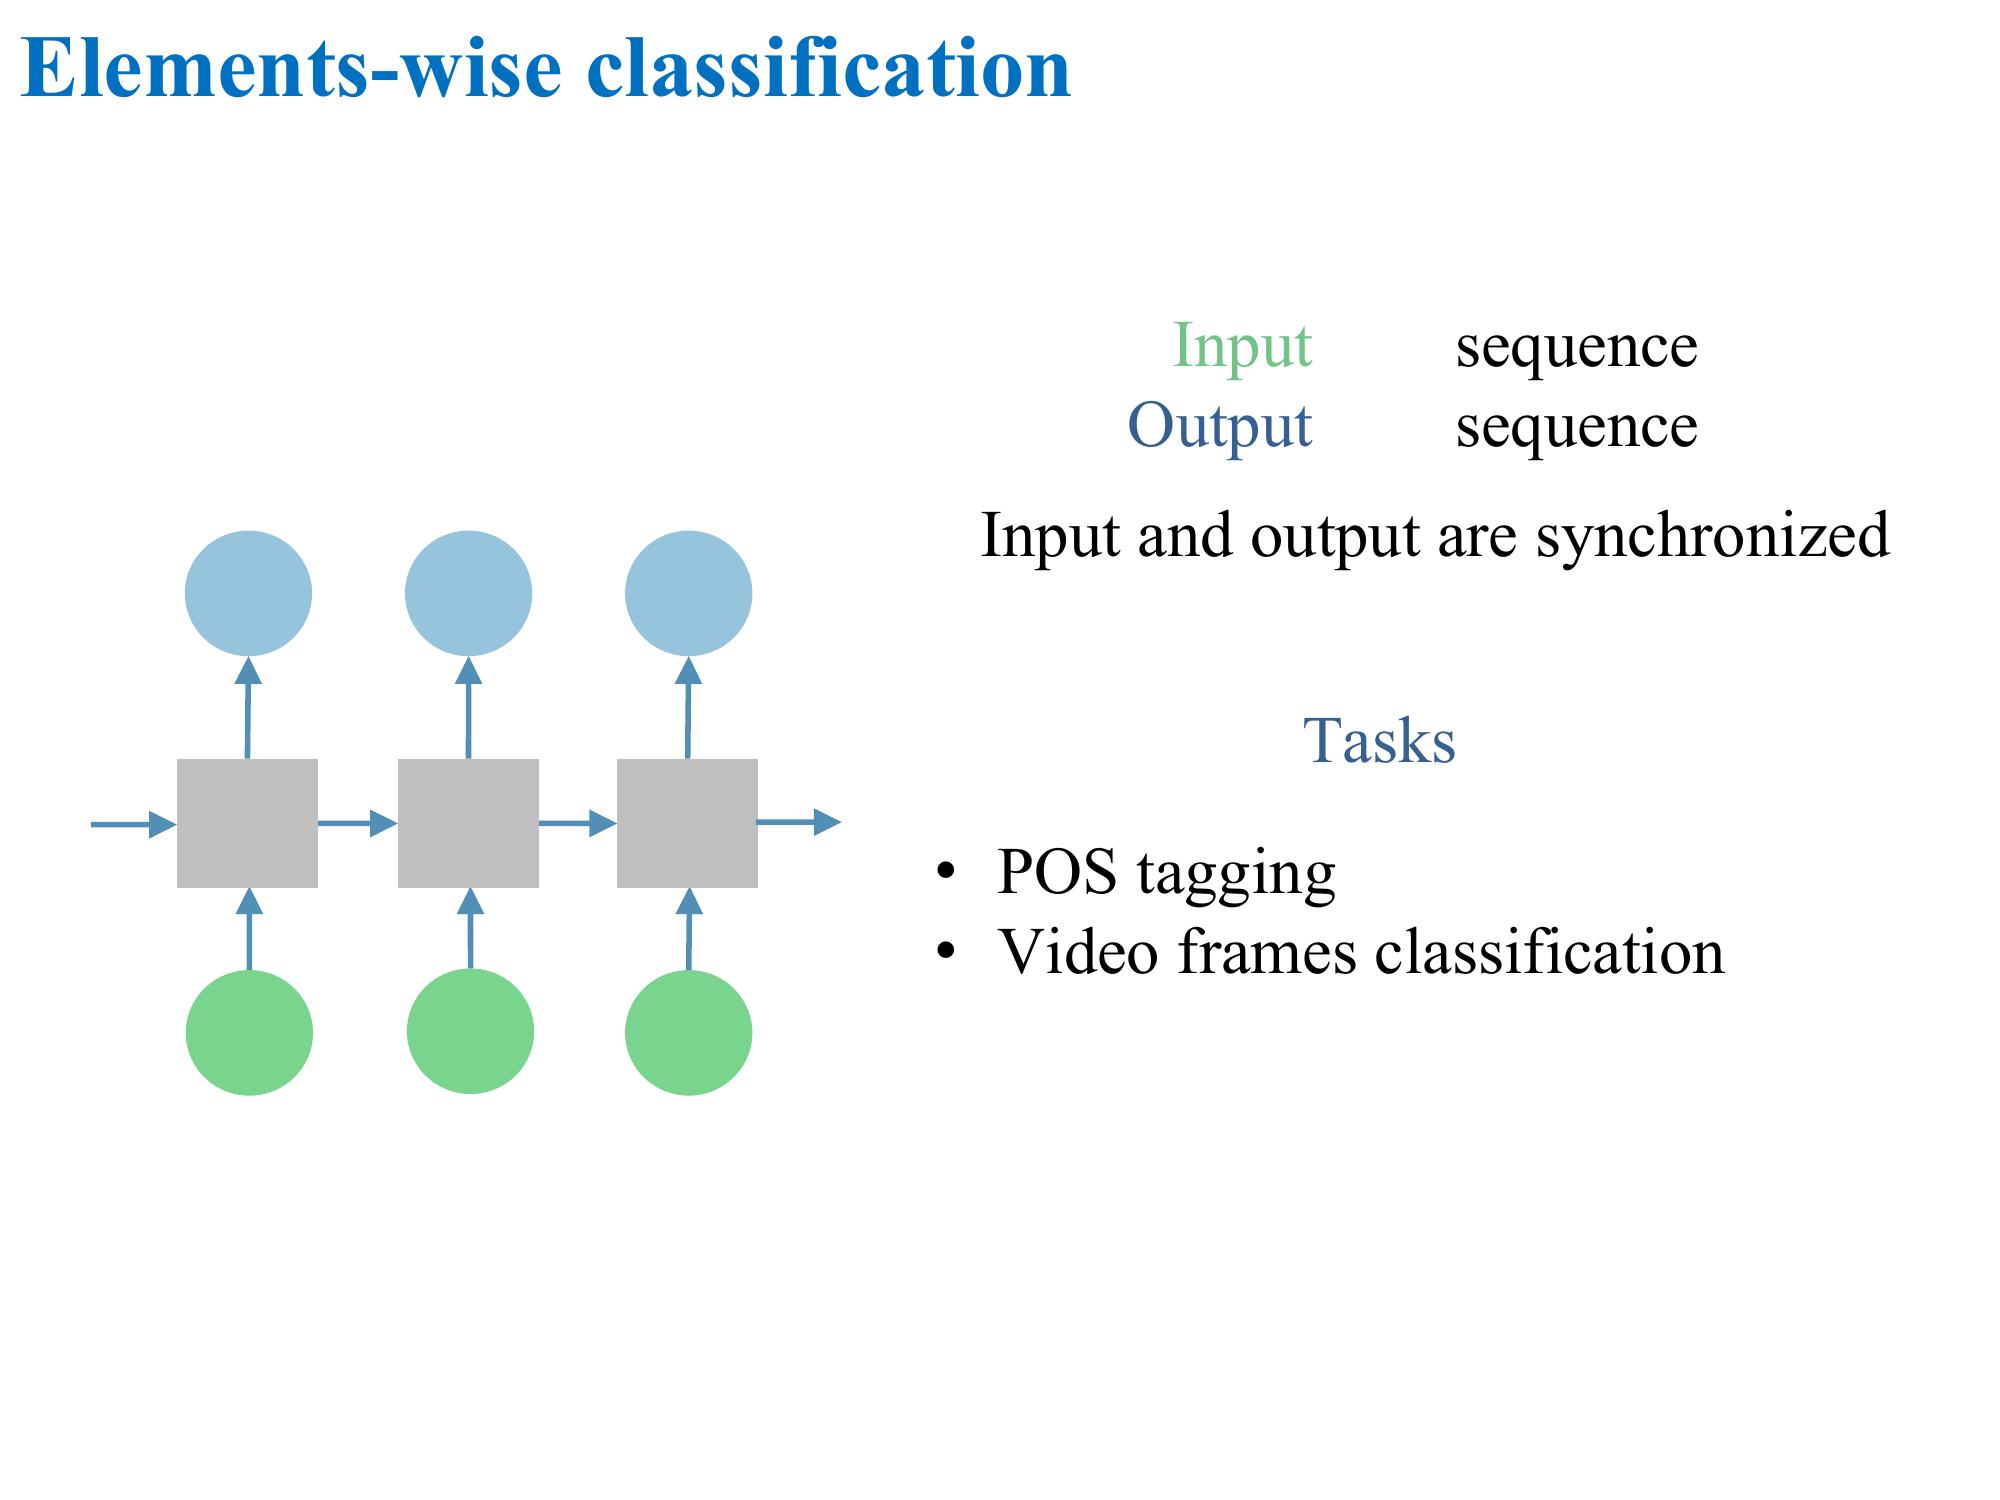 Elements-wise classification
Input sequence
Output sequence
Input and output are synchronized
Tasks
• POS tagging
• Video frames classification